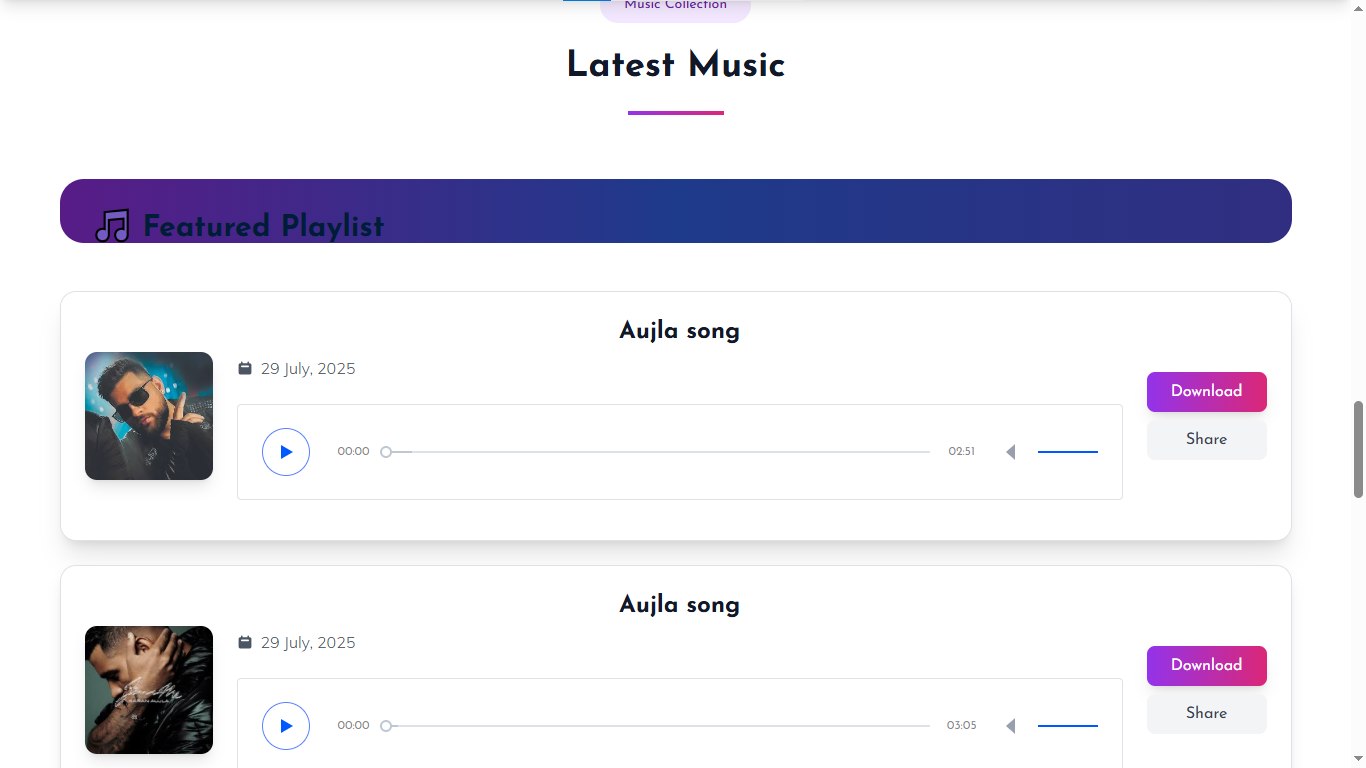 Music Collection
Latest Music
Featured Playlist
Aujla song
29 July, 2025
Download
00:00
02:51
Share
Aujla song
29 July, 2025
Download
00:00
03:05
Share